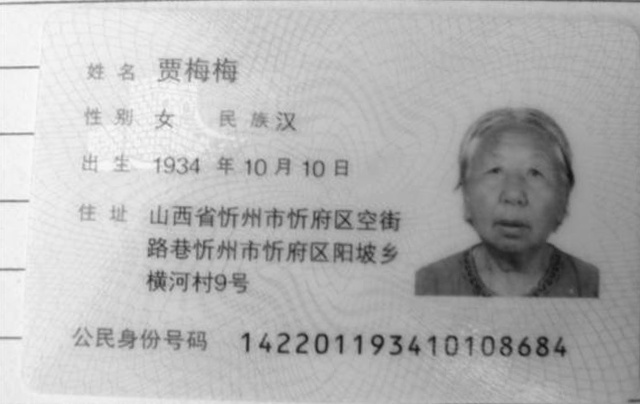 姓名 贾梅梅
性别 女 民族 汉
出生 1934 年 10 月 10 日
住址 山西省忻州市忻府区空街
路巷忻州市忻府区阳坡乡
横河村9号
公民身份号码 142201193410108684